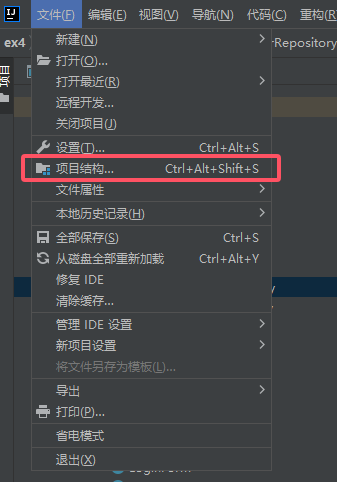 IJ 文件(F) 编辑(E) 视图(V) 导航(N) 代码(C) 重构(R)
ex4
rRepository
项目
新建(N)
打开(O)...
打开最近(R)
远程开发...
关闭项目(J)
设置(T)... Ctrl+Alt+S
项目结构... Ctrl+Alt+Shift+S
文件属性
本地历史记录(H)
全部保存(S) Ctrl+S
从磁盘全部重新加载 Ctrl+Alt+Y
修复 IDE
清除缓存...
y
管理 IDE 设置
新项目设置
将文件另存为模板(L)...
导出
打印(P)...
省电模式
退出(X)